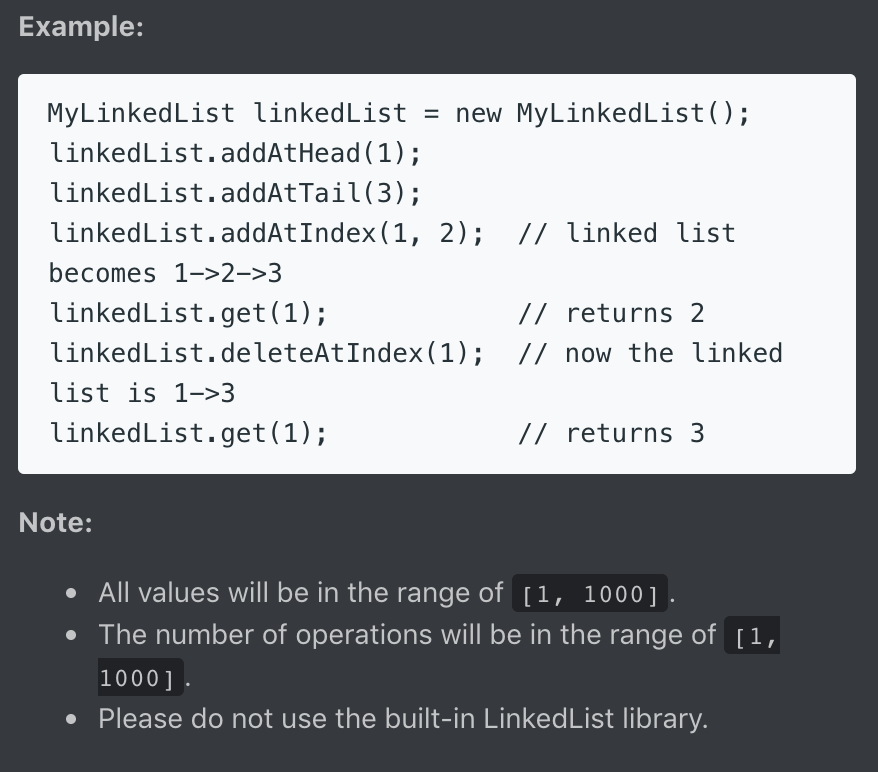 Example:
MyLinkedList linkedList = new MyLinkedList();
linkedList.addAtHead(1);
linkedList.addAtTail(3);
linkedList.addAtIndex(1, 2);  // linked list
becomes 1->2->3
linkedList.get(1);            // returns 2
linkedList.deleteAtIndex(1);  // now the linked
list is 1->3
linkedList.get(1);            // returns 3
Note:
• All values will be in the range of [1, 1000].
• The number of operations will be in the range of [1,
1000].
• Please do not use the built-in LinkedList library.